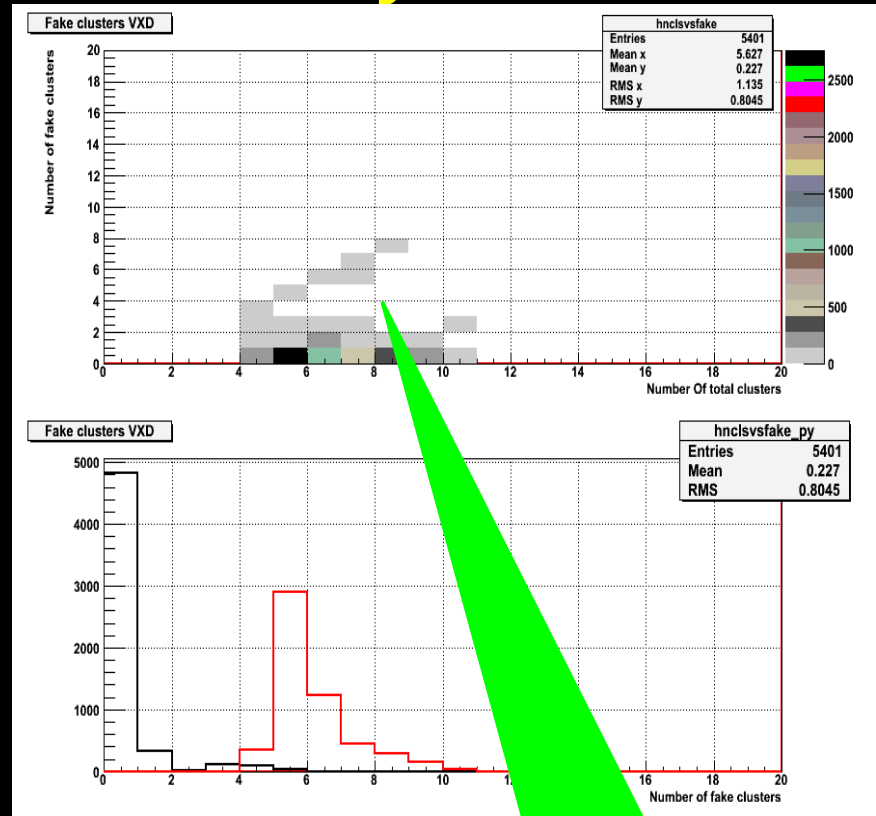 Fake clusters VXD
hnclsvsfake
Entries 5401
Mean x 5.627
Mean y 0.227
RMS x 1.135
RMS y 0.8045
Number of fake clusters
20
18
16
14
12
10
8
6
4
2
0
0 2 4 6 8 10 12 14 16 18 20
Number Of total clusters
2500
2000
1500
1000
500
0
Fake clusters VXD
hnclsvsfake_py
Entries 5401
Mean 0.227
RMS 0.8045
5000
4000
3000
2000
1000
0
0 2 4 6 8 10 12 14 16 18 20
Number of fake clusters